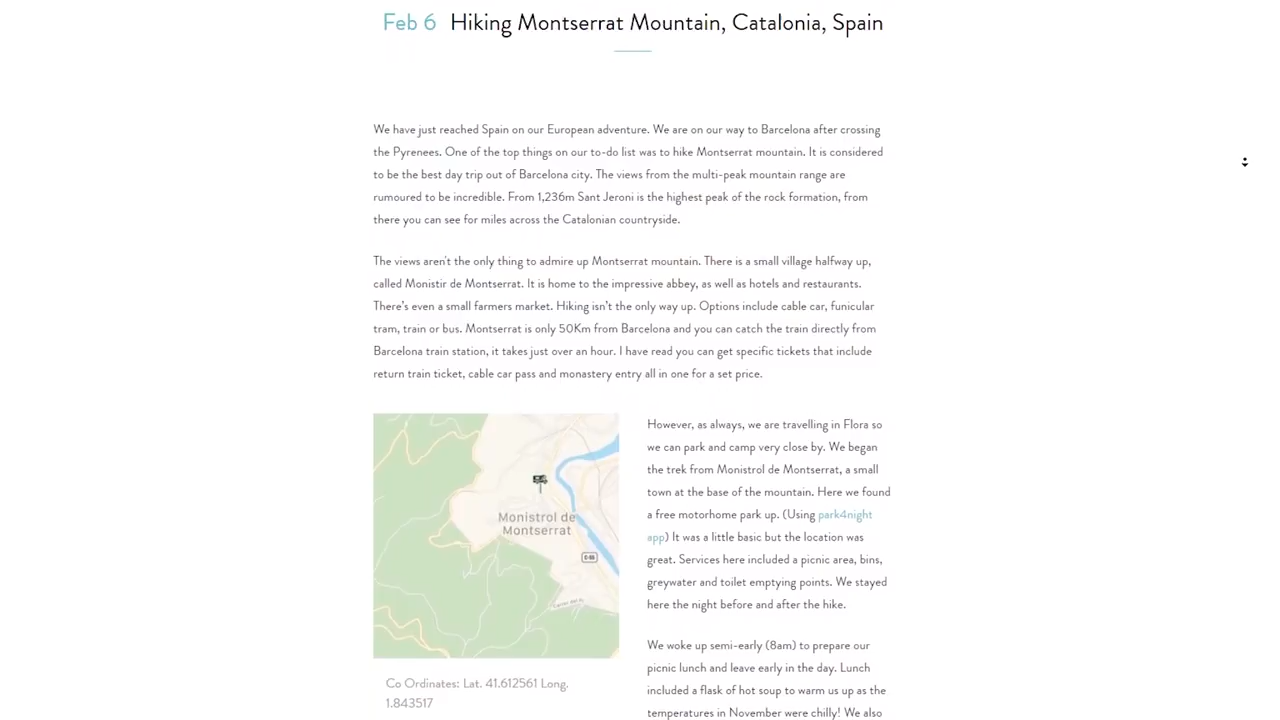 Feb 6 Hiking Montserrat Mountain, Catalonia, Spain
We have just reached Spain on our European adventure. We are on our way to Barcelona after crossing
the Pyrenees. One of the top things on our to-do list was to hike Montserrat mountain. It is considered
to be the best day trip out of Barcelona city. The views from the multi-peak mountain range are
rumoured to be incredible. From 1,236m Sant Jeroni is the highest peak of the rock formation, from
there you can see for miles across the Catalonian countryside.
The views aren't the only thing to admire up Montserrat mountain. There is a small village halfway up,
called Monistir de Montserrat. It is home to the impressive abbey, as well as hotels and restaurants.
There's even a small farmers market. Hiking isn't the only way up. Options include cable car, funicular
tram, train or bus. Montserrat is only 50Km from Barcelona and you can catch the train directly from
Barcelona train station, it takes just over an hour. I have read you can get specific tickets that include
return train ticket, cable car pass and monastery entry all in one for a set price.
Monistrol de
Montserrat
C-55
Co Ordinates: Lat. 41.612561 Long.
1.843517
However, as always, we are travelling in Flora so
we can park and camp very close by. We began
the trek from Monistrol de Montserrat, a small
town at the base of the mountain. Here we found
a free motorhome park up. (Using park4night
app) It was a little basic but the location was
great. Services here included a picnic area, bins,
greywater and toilet emptying points. We stayed
here the night before and after the hike.
We woke up semi-early (8am) to prepare our
picnic lunch and leave early in the day. Lunch
included a flask of hot soup to warm us up as the
temperatures in November were chilly! We also